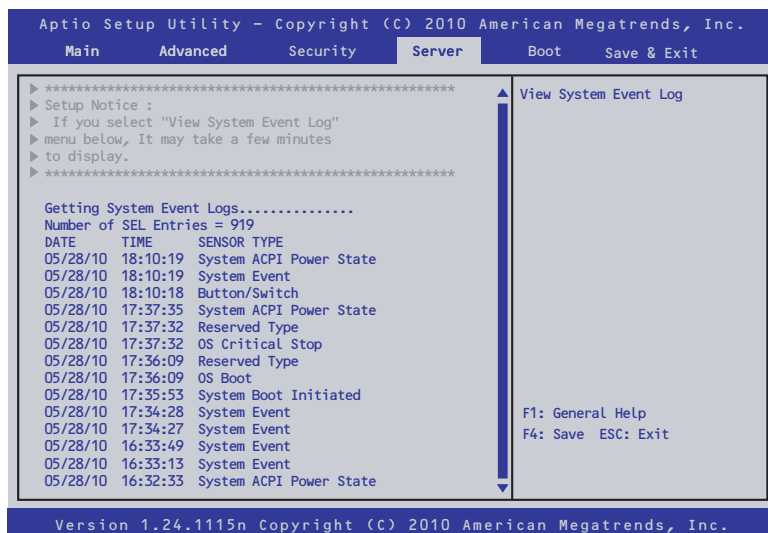 Aptio Setup Utility – Copyright (C) 2010 American Megatrends, Inc.
Main Advanced Security Server Boot Save & Exit
*****************************************************
Setup Notice :
If you select "View System Event Log"
menu below, It may take a few minutes
to display.
*****************************************************
Getting System Event Logs...............
Number of SEL Entries = 919
DATE TIME SENSOR TYPE
05/28/10 18:10:19 System ACPI Power State
05/28/10 18:10:19 System Event
05/28/10 18:10:18 Button/Switch
05/28/10 17:37:35 System ACPI Power State
05/28/10 17:37:32 Reserved Type
05/28/10 17:37:32 OS Critical Stop
05/28/10 17:36:09 Reserved Type
05/28/10 17:36:09 OS Boot
05/28/10 17:35:53 System Boot Initiated
05/28/10 17:34:28 System Event
05/28/10 17:34:27 System Event
05/28/10 16:33:49 System Event
05/28/10 16:33:13 System Event
05/28/10 16:32:33 System ACPI Power State
View System Event Log
F1: General Help
F4: Save ESC: Exit
Version 1.24.1115n Copyright (C) 2010 American Megatrends, Inc.